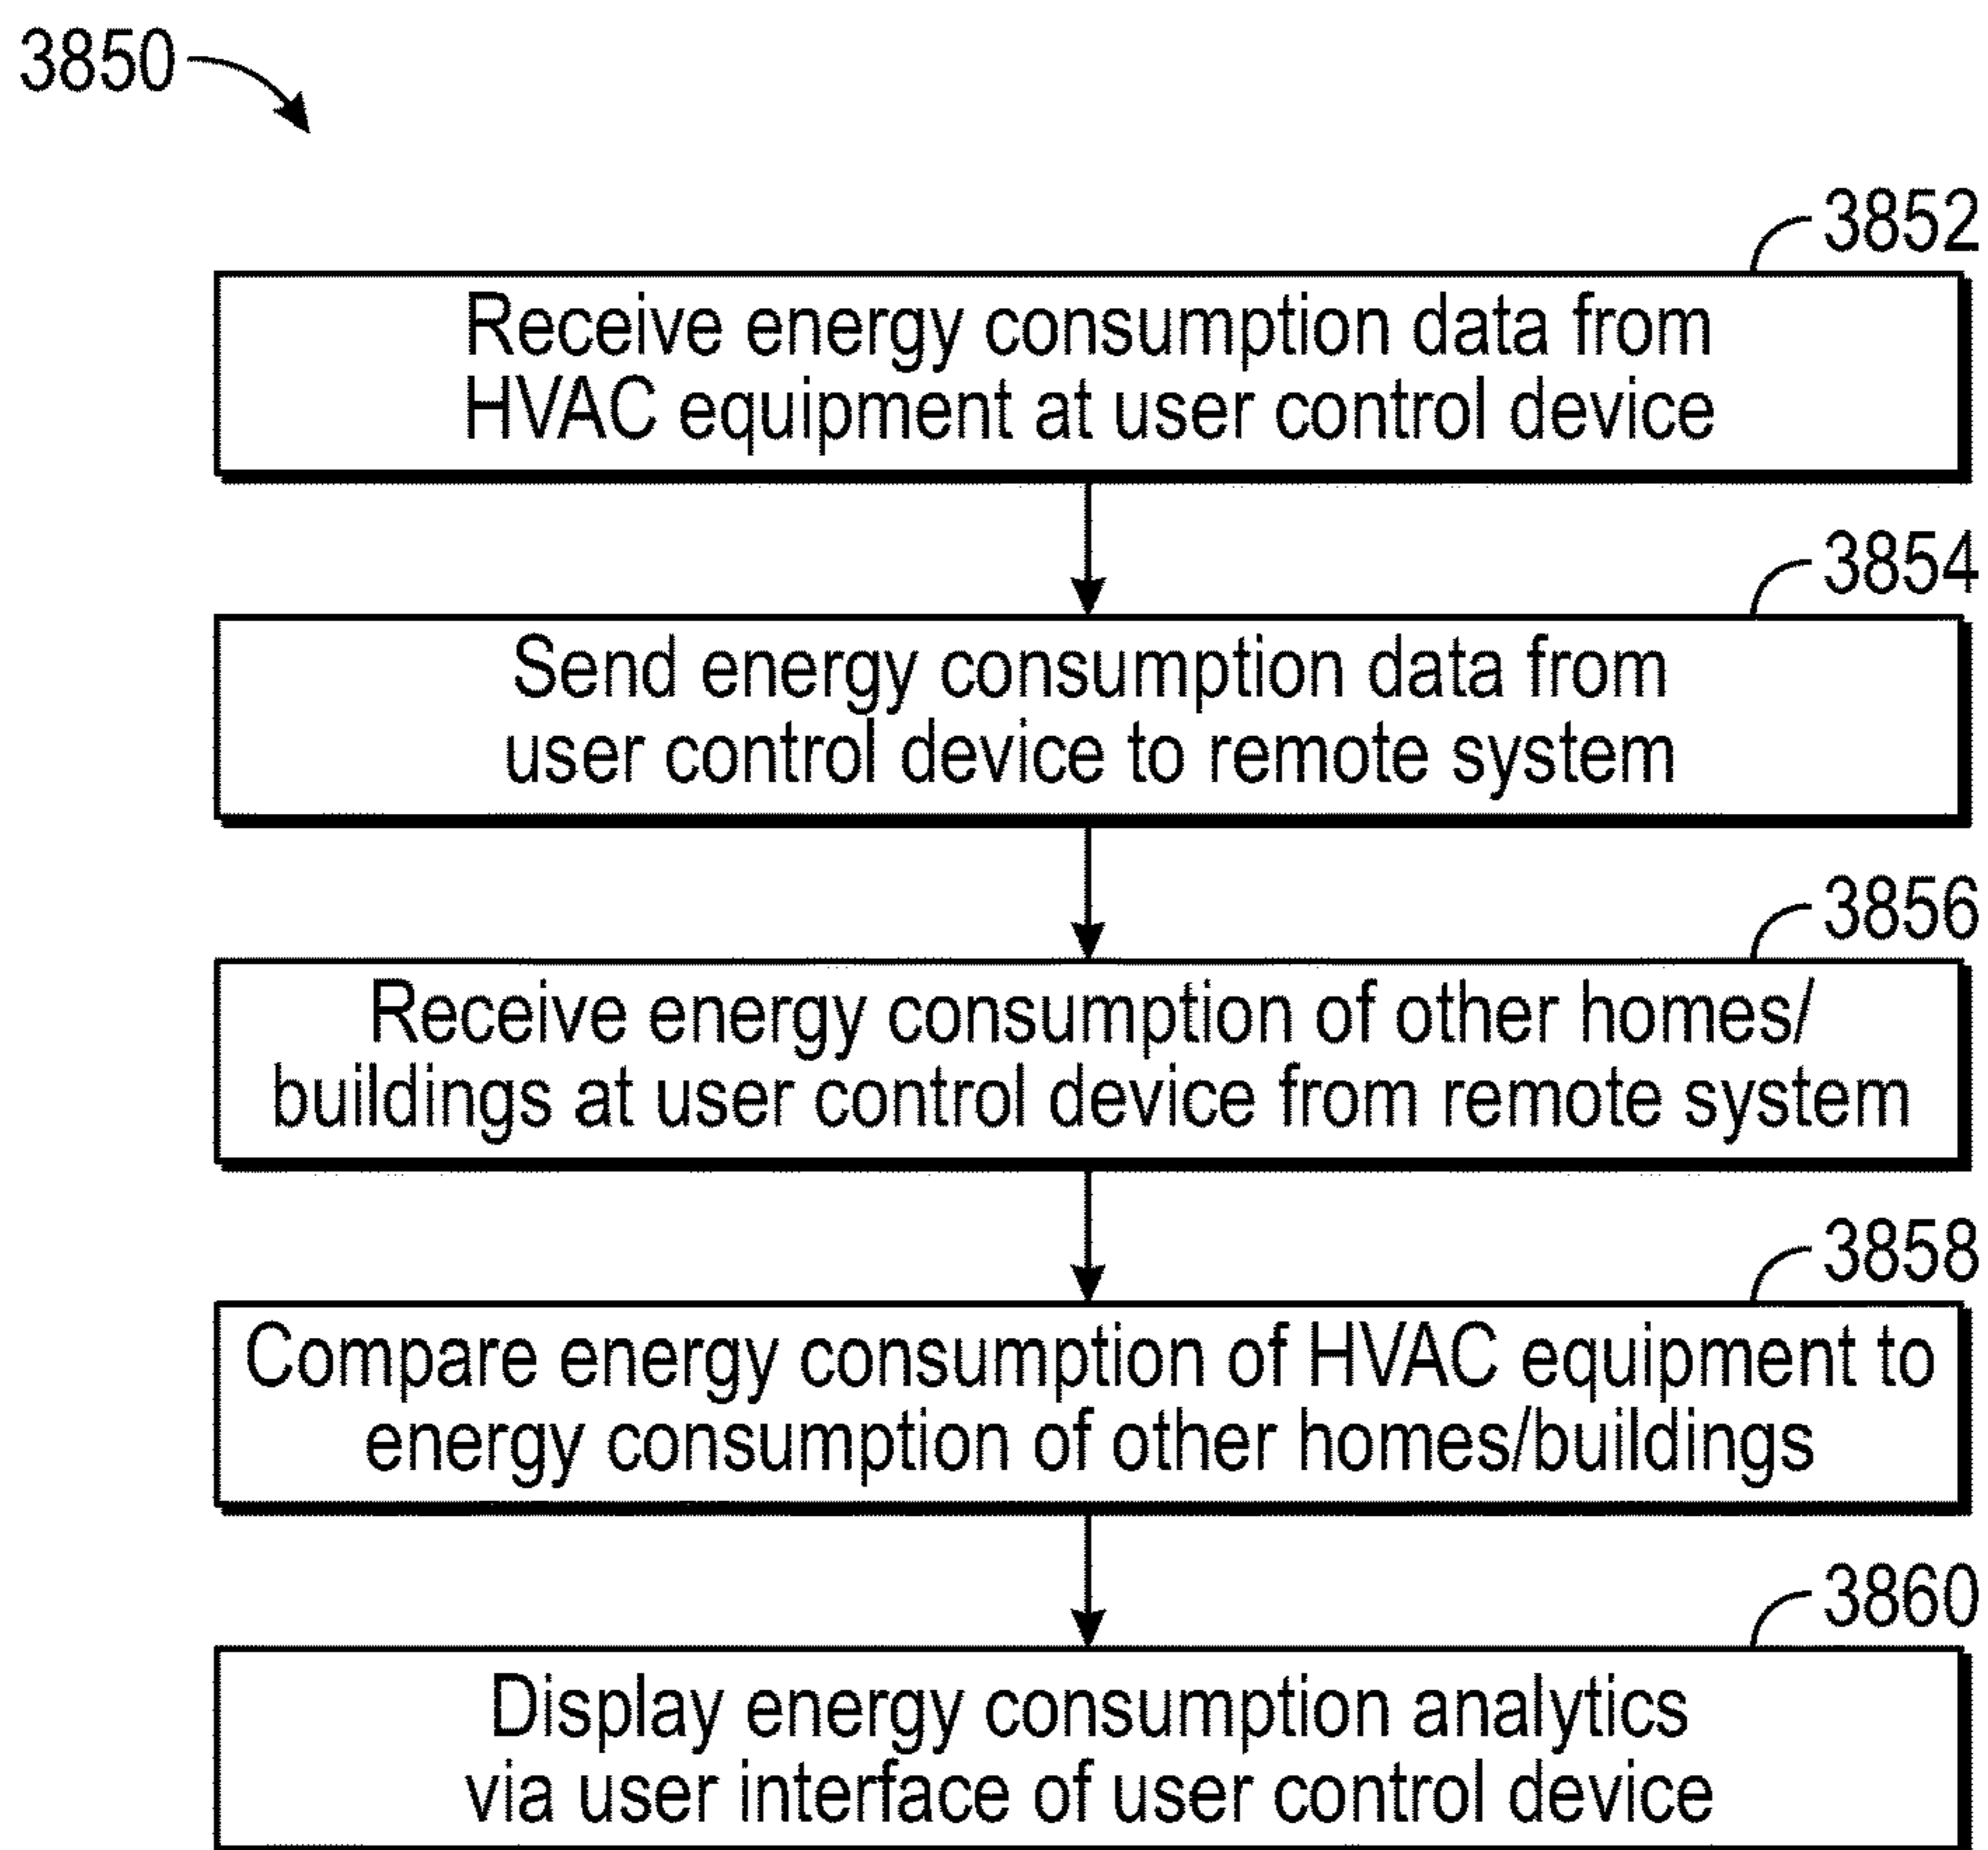 3850
3852
Receive energy consumption data from
HVAC equipment at user control device
3854
Send energy consumption data from
user control device to remote system
3856
Receive energy consumption of other homes/
buildings at user control device from remote system
3858
Compare energy consumption of HVAC equipment to
energy consumption of other homes/buildings
3860
Display energy consumption analytics
via user interface of user control device